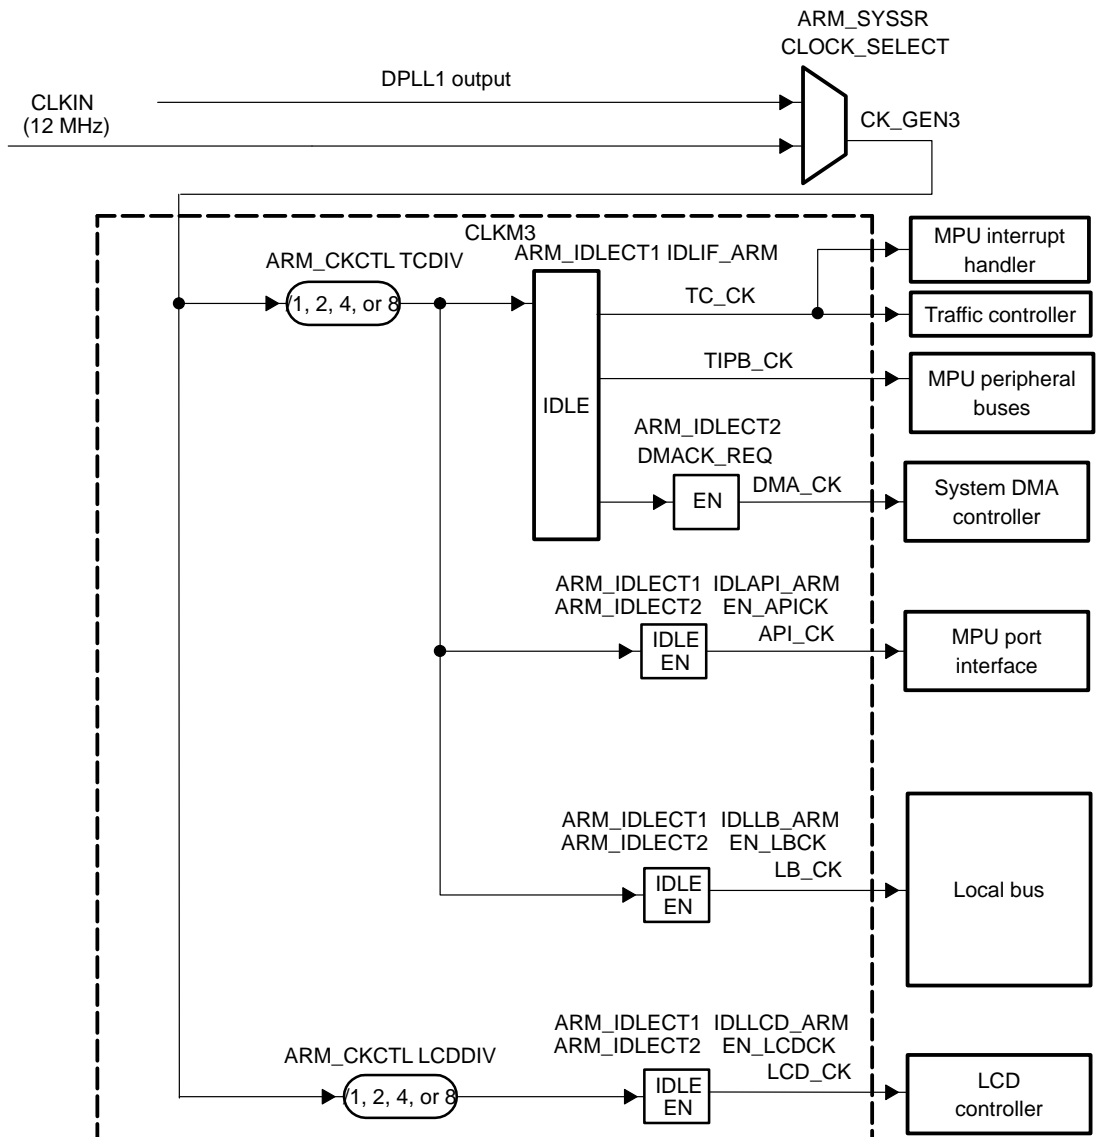 ARM_SYSSR
CLOCK_SELECT
DPLL1 output
CLKIN
(12 MHz)
CK_GEN3
CLKM3
ARM_CKCTL TCDIV
ARM_IDLECT1 IDLIF_ARM
MPU interrupt
handler
/1, 2, 4, or 8
TC_CK
Traffic controller
TIPB_CK
MPU peripheral
buses
IDLE
ARM_IDLECT2
DMACK_REQ
EN
DMA_CK
System DMA
controller
ARM_IDLECT1 IDLAPI_ARM
ARM_IDLECT2 EN_APICK
API_CK
IDLE
EN
MPU port
interface
ARM_IDLECT1 IDLLB_ARM
ARM_IDLECT2 EN_LBCK
LB_CK
IDLE
EN
Local bus
ARM_IDLECT1 IDLLCD_ARM
ARM_IDLECT2 EN_LCDCK
LCD_CK
ARM_CKCTL LCDDIV
/1, 2, 4, or 8
IDLE
EN
LCD
controller